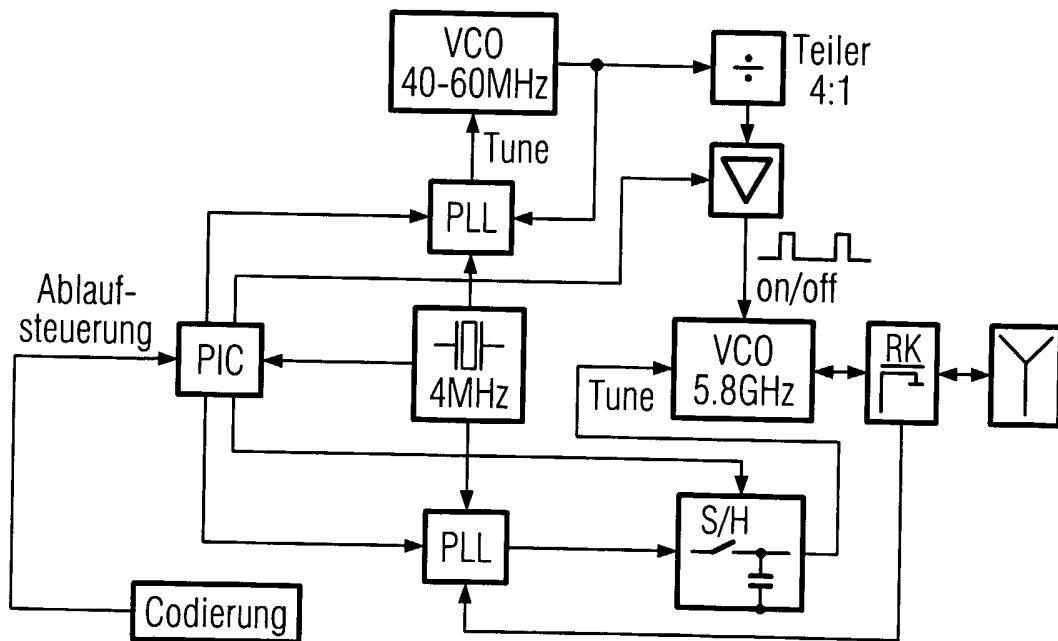 VCO
40-60MHz
÷
Teiler
4:1
Tune
PLL
on/off
Ablauf-
steuerung
PIC
4MHz
VCO
5.8GHz
RK
Tune
S/H
PLL
Codierung